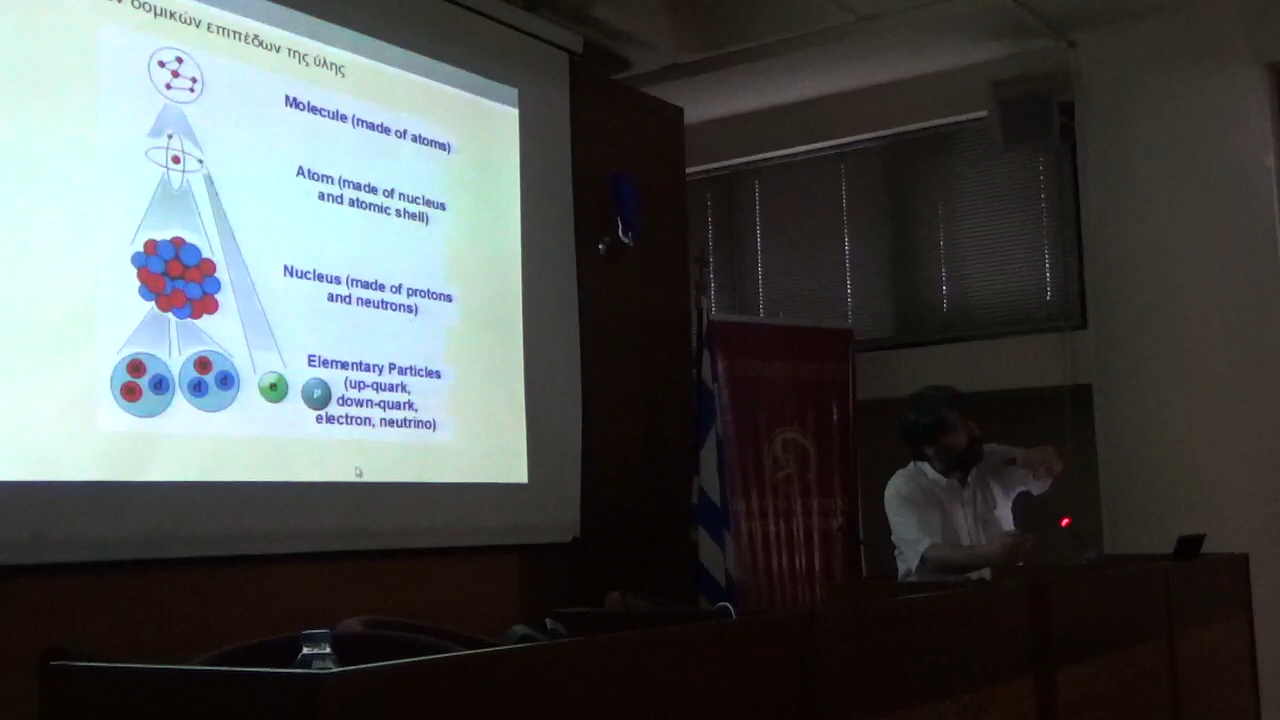 δομικών επιπέδων της ύλης
Molecule (made of atoms)
Atom (made of nucleus
and atomic shell)
Nucleus (made of protons
and neutrons)
Elementary Particles
(up-quark,
down-quark,
electron, neutrino)
u
u d
u
d d
e
ν